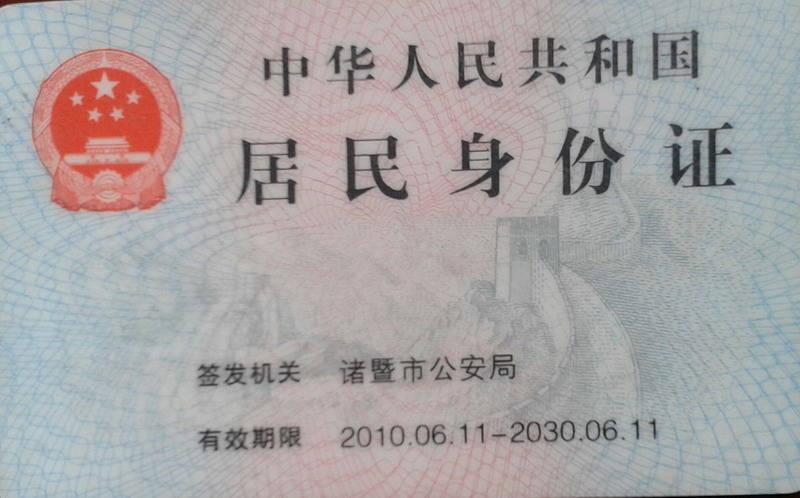 中华人民共和国
居民身份证
签发机关 诸暨市公安局
有效期限 2010.06.11-2030.06.11